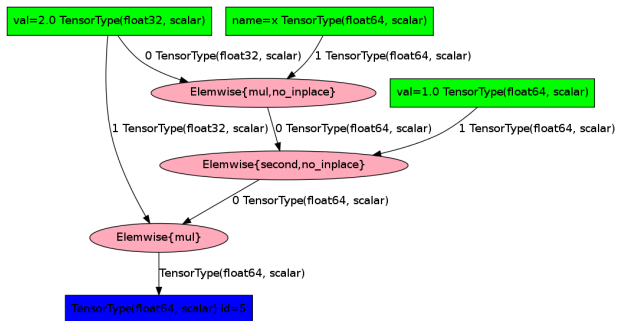 val=2.0 TensorType(float32, scalar)
name=x TensorType(float64, scalar)
0 TensorType(float32, scalar)
1 TensorType(float64, scalar)
Elemwise{mul,no_inplace}
val=1.0 TensorType(float64, scalar)
1 TensorType(float32, scalar)
0 TensorType(float64, scalar)
1 TensorType(float64, scalar)
Elemwise{second,no_inplace}
0 TensorType(float64, scalar)
Elemwise{mul}
TensorType(float64, scalar)
TensorType(float64, scalar) id=5